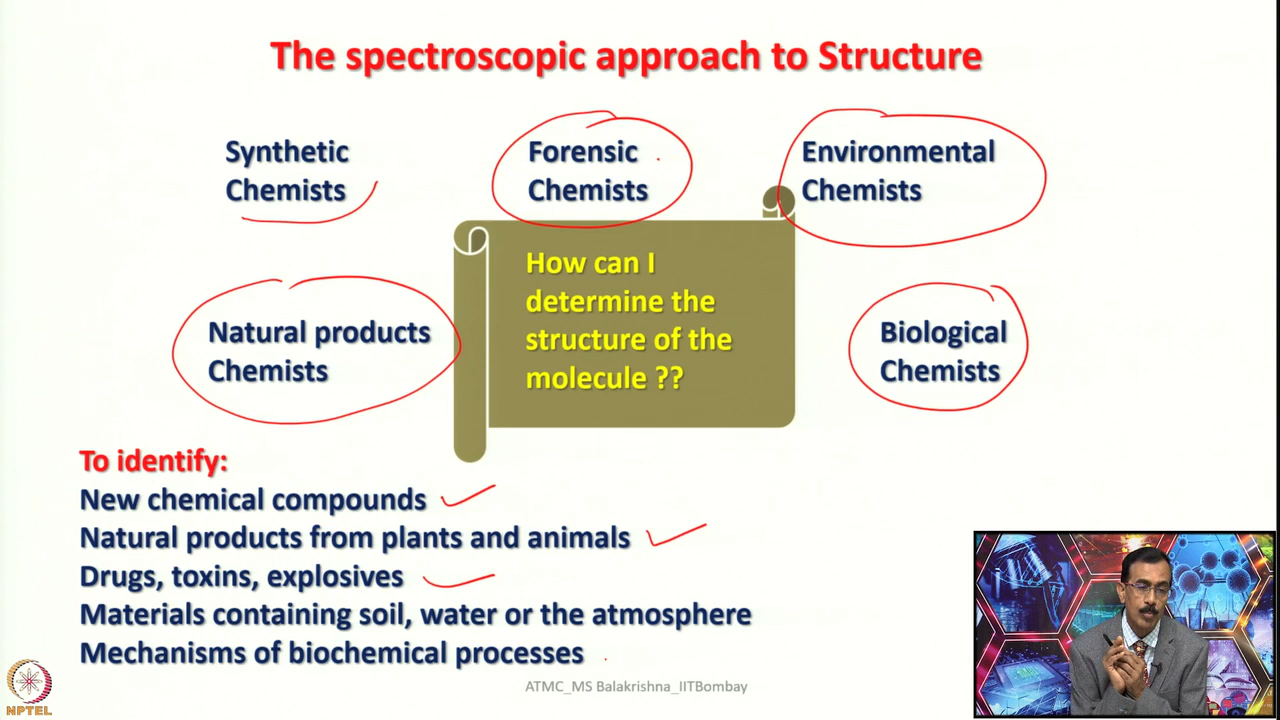 The spectroscopic approach to Structure
Synthetic
Chemists
Forensic
Chemists
Environmental
Chemists
How can I
determine the
structure of the
molecule ??
Natural products
Chemists
Biological
Chemists
To identify:
New chemical compounds
Natural products from plants and animals
Drugs, toxins, explosives
Materials containing soil, water or the atmosphere
Mechanisms of biochemical processes
ATMC_MS Balakrishna_IITBombay
NPTEL